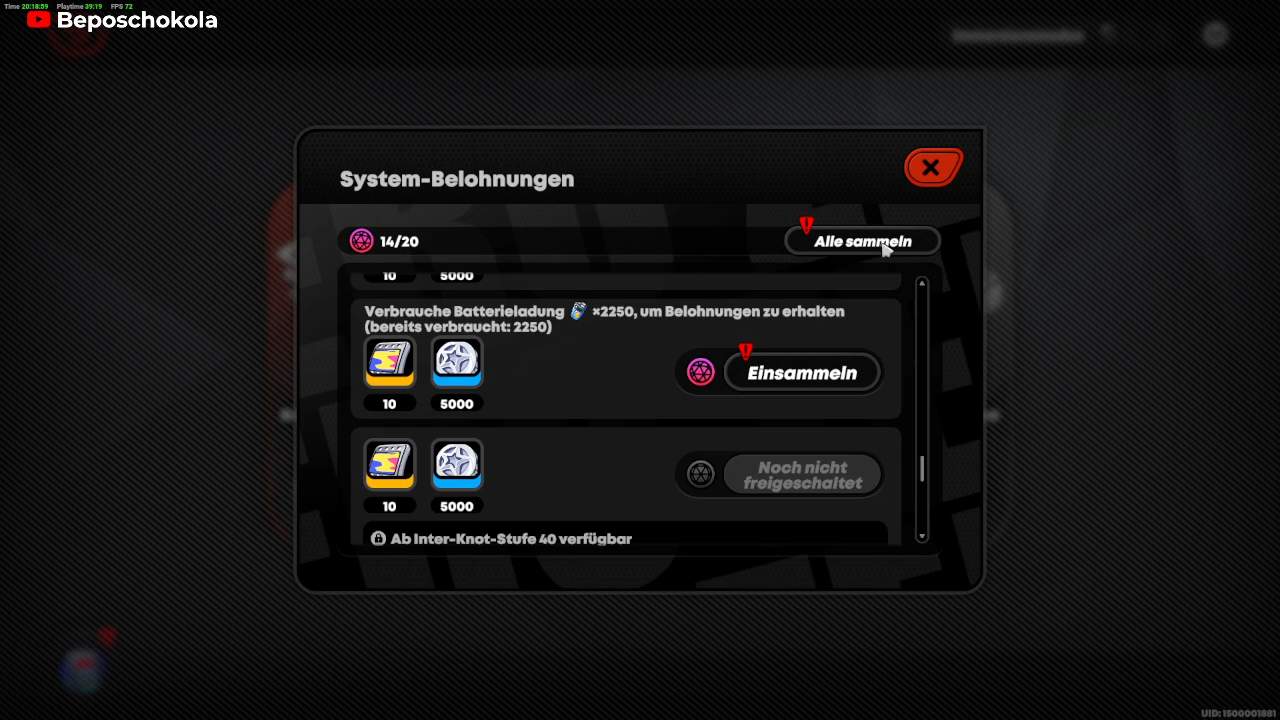 Time 20:18:59 Playtime 39:19 FPS 72
Beposchokola
System-Belohnungen
14/20
Alle sammeln
10 5000
Verbrauche Batterieladung ×2250, um Belohnungen zu erhalten
(bereits verbraucht: 2250)
Einsammeln
10 5000
Noch nicht
freigeschaltet
10 5000
Ab Inter-Knot-Stufe 40 verfügbar
UID: 1500001881